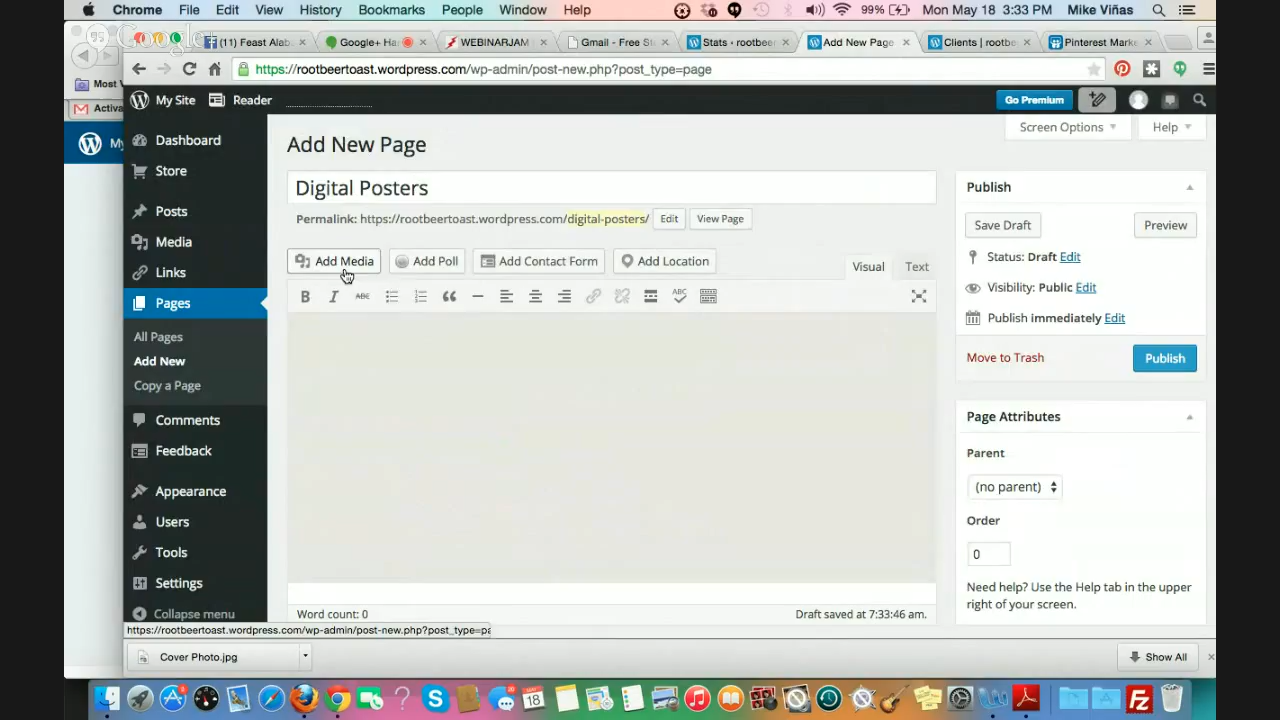 Chrome File Edit View History Bookmarks People Window Help 99% Mon May 18 3:33 PM Mike Viñas
Google+
(11) Feast Alab Google+ Ha WEBINARJAM Gmail - Free St Stats · rootbeer Add New Page Clients | rootbe Pinterest Marke
https://rootbeertoast.wordpress.com/wp-admin/post-new.php?post_type=page
Most V
Activa
My
My Site Reader Go Premium
Dashboard
Store
Posts
Media
Links
Pages
All Pages
Add New
Copy a Page
Comments
Feedback
Appearance
Users
Tools
Settings
Collapse menu
Screen Options Help
Add New Page
Digital Posters
Permalink: https://rootbeertoast.wordpress.com/digital-posters/ Edit View Page
Add Media Add Poll Add Contact Form Add Location
Visual Text
B I ABC ABC
Word count: 0 Draft saved at 7:33:46 am.
Publish
Save Draft Preview
Status: Draft Edit
Visibility: Public Edit
Publish immediately Edit
Move to Trash Publish
Page Attributes
Parent
(no parent)
Order
0
Need help? Use the Help tab in the upper
right of your screen.
https://rootbeertoast.wordpress.com/wp-admin/post-new.php?post_type=pa
Cover Photo.jpg Show All
18